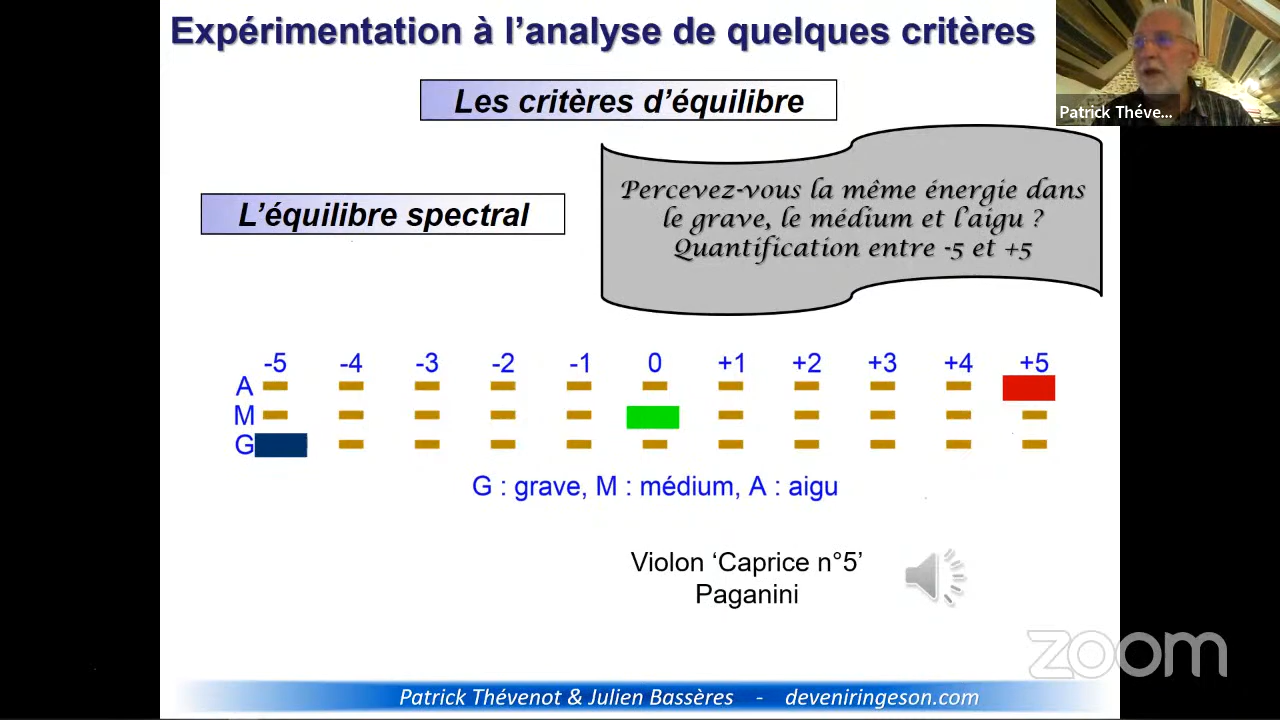 Expérimentation à l'analyse de quelques critères
Les critères d'équilibre
Patrick Théve...
L'équilibre spectral
Percevez-vous la même énergie dans
le grave, le médium et l'aigu ?
Quantification entre -5 et +5
-5 -4 -3 -2 -1 0 +1 +2 +3 +4 +5
A
M
G
G : grave, M : médium, A : aigu
Violon ‘Caprice n°5’
Paganini
zoom
Patrick Thévenot & Julien Bassères - deveniringeson.com